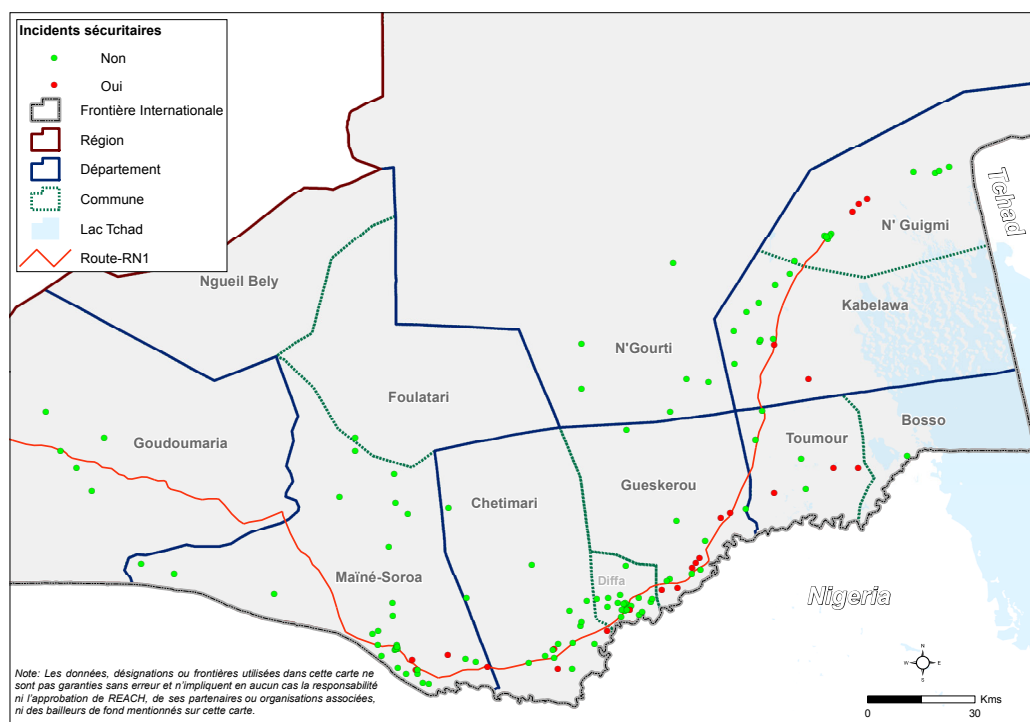 Incidents sécuritaires
Non
Oui
Frontière Internationale
Région
Département
Commune
Lac Tchad
Route-RN1
Tchad
N' Guigmi
Ngueil Bely
Kabelawa
N'Gourti
Foulatari
Goudoumaria
Toumour
Bosso
Chetimari
Gueskerou
Maïné-Soroa
Diffa
Nigeria
Note: Les données, désignations ou frontières utilisées dans cette carte ne
sont pas garanties sans erreur et n'impliquent en aucun cas la responsabilité
ni l'approbation de REACH, de ses partenaires ou organisations associées,
ni des bailleurs de fond mentionnés sur cette carte.
N
W E
S
Kms
0 30